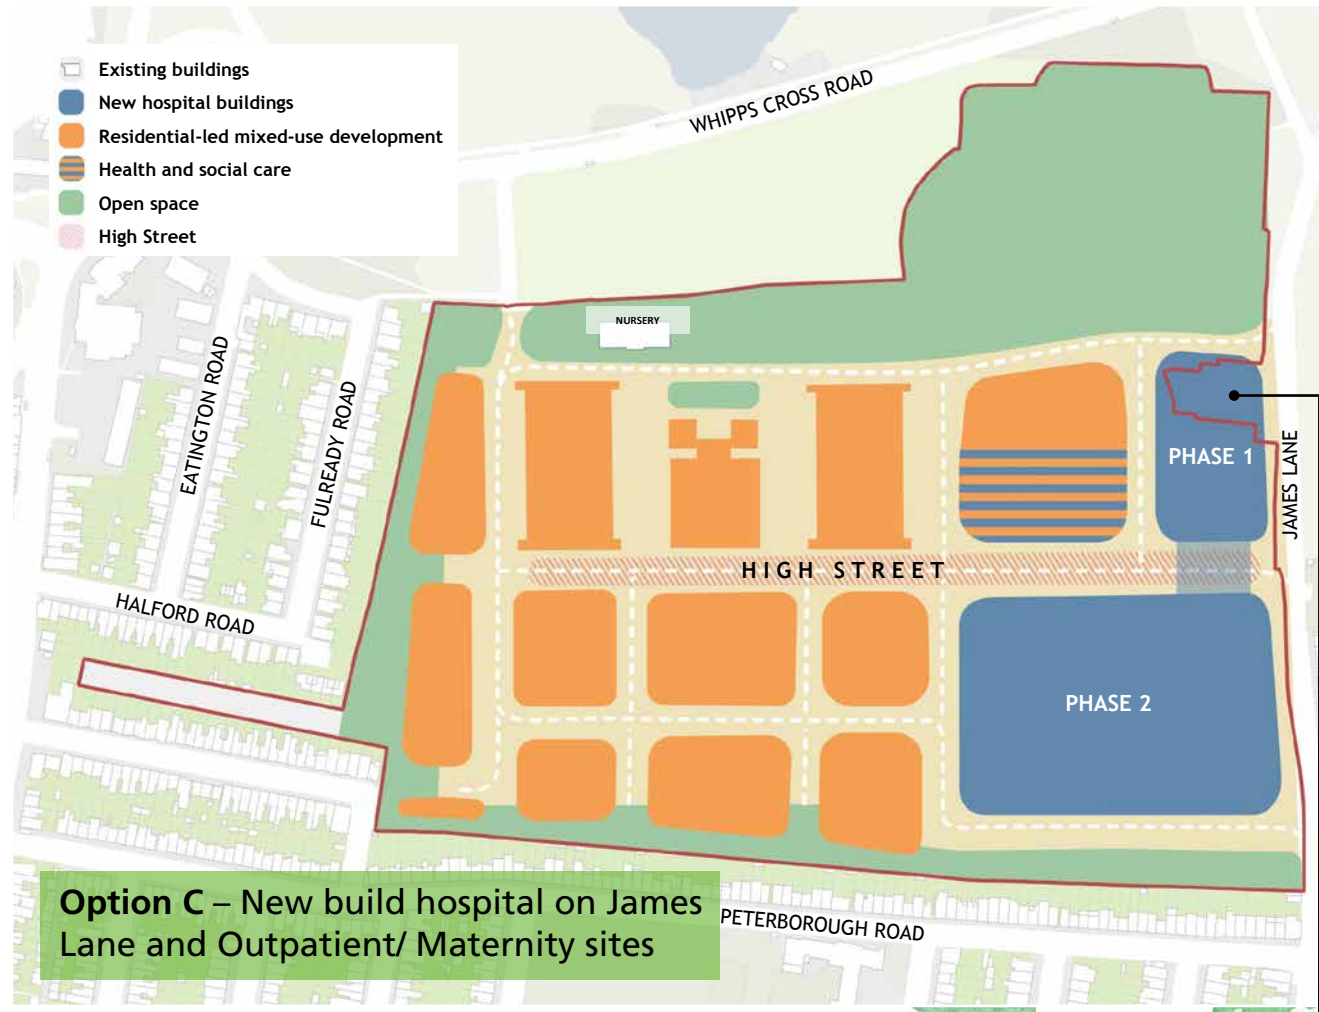 Existing buildings
New hospital buildings
Residential-led mixed-use development
Health and social care
Open space
High Street
WHIPPS CROSS ROAD
NURSERY
EATINGTON ROAD
FULREADY ROAD
PHASE 1
JAMES LANE
HIGH STREET
HALFORD ROAD
PHASE 2
Option C – New build hospital on James
Lane and Outpatient/ Maternity sites
PETERBOROUGH ROAD